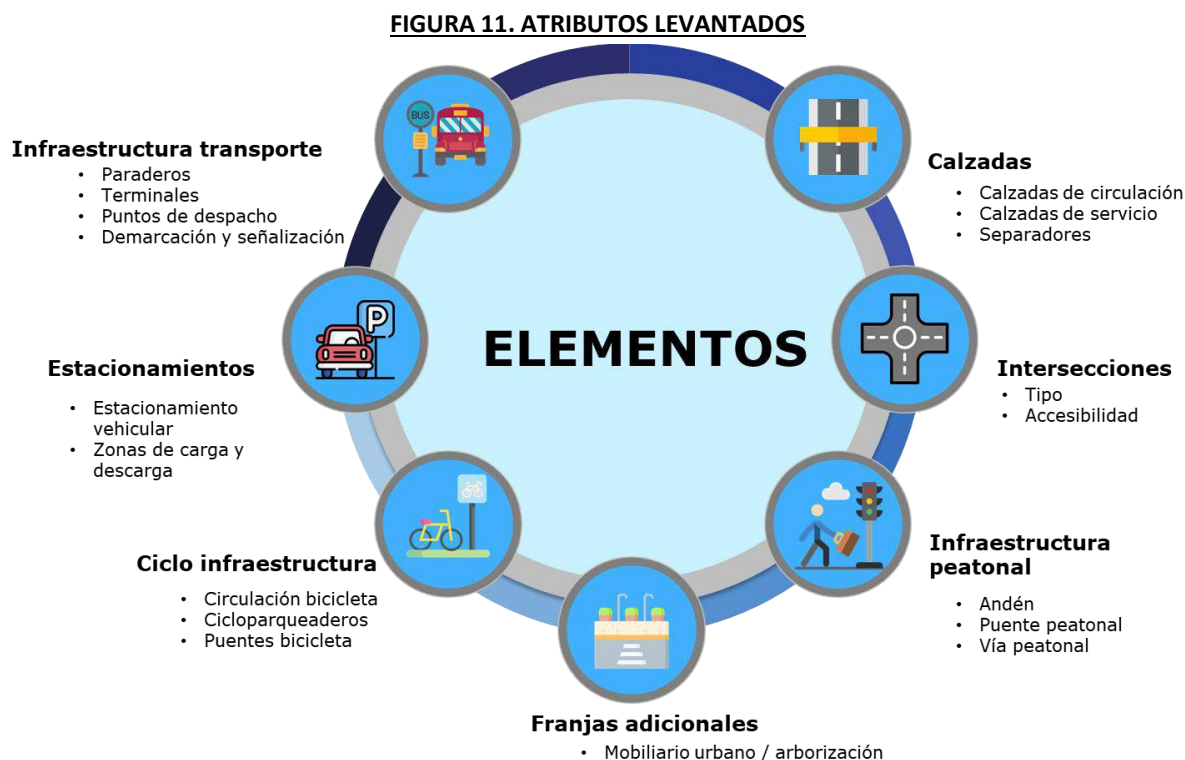 FIGURA 11. ATRIBUTOS LEVANTADOS
BUS
Infraestructura transporte
• Paraderos
• Terminales
• Puntos de despacho
• Demarcación y señalización
Calzadas
• Calzadas de circulación
• Calzadas de servicio
• Separadores
P
ELEMENTOS
Estacionamientos
• Estacionamiento
vehicular
• Zonas de carga y
descarga
Intersecciones
• Tipo
• Accesibilidad
Ciclo infraestructura
• Circulación bicicleta
• Cicloparqueaderos
• Puentes bicicleta
Infraestructura
peatonal
• Andén
• Puente peatonal
• Vía peatonal
Franjas adicionales
• Mobiliario urbano / arborización